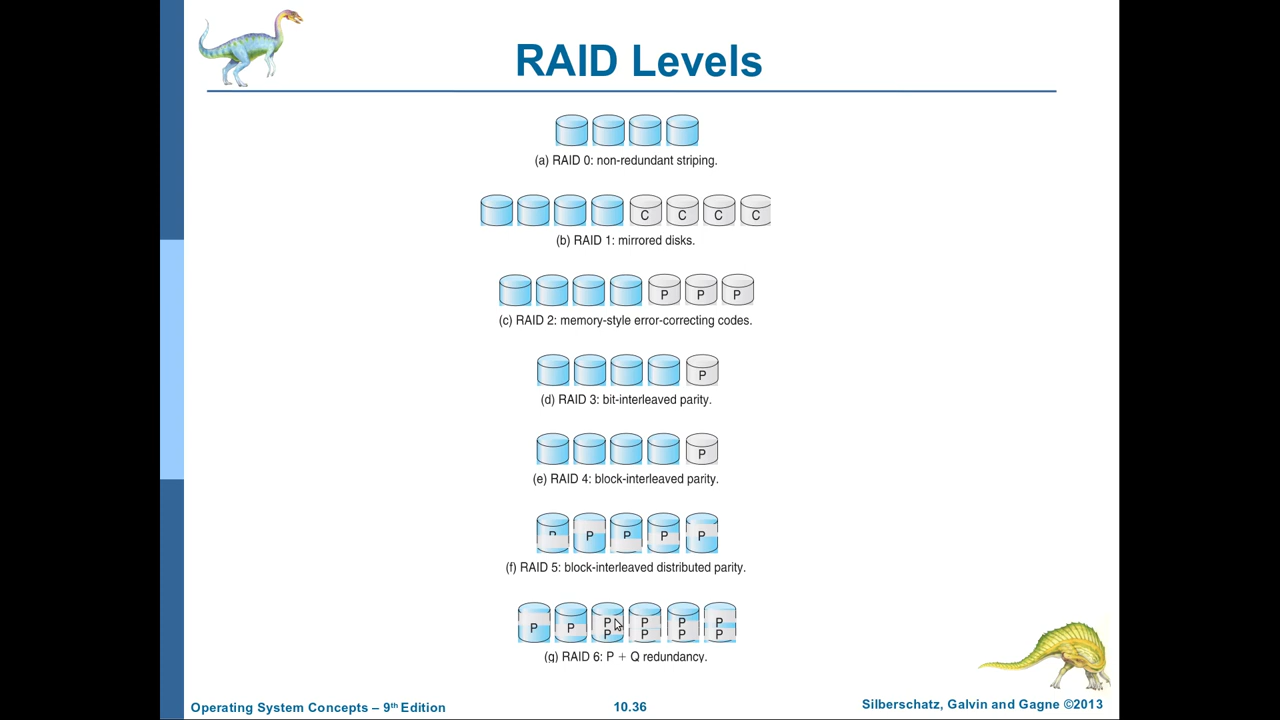 RAID Levels
(a) RAID 0: non-redundant striping.
C C C C
(b) RAID 1: mirrored disks.
P P P
(c) RAID 2: memory-style error-correcting codes.
P
(d) RAID 3: bit-interleaved parity.
P
(e) RAID 4: block-interleaved parity.
P P P P P
(f) RAID 5: block-interleaved distributed parity.
P P P P P P
P P P P
(g) RAID 6: P + Q redundancy.
Operating System Concepts – 9th Edition
10.36
Silberschatz, Galvin and Gagne ©2013